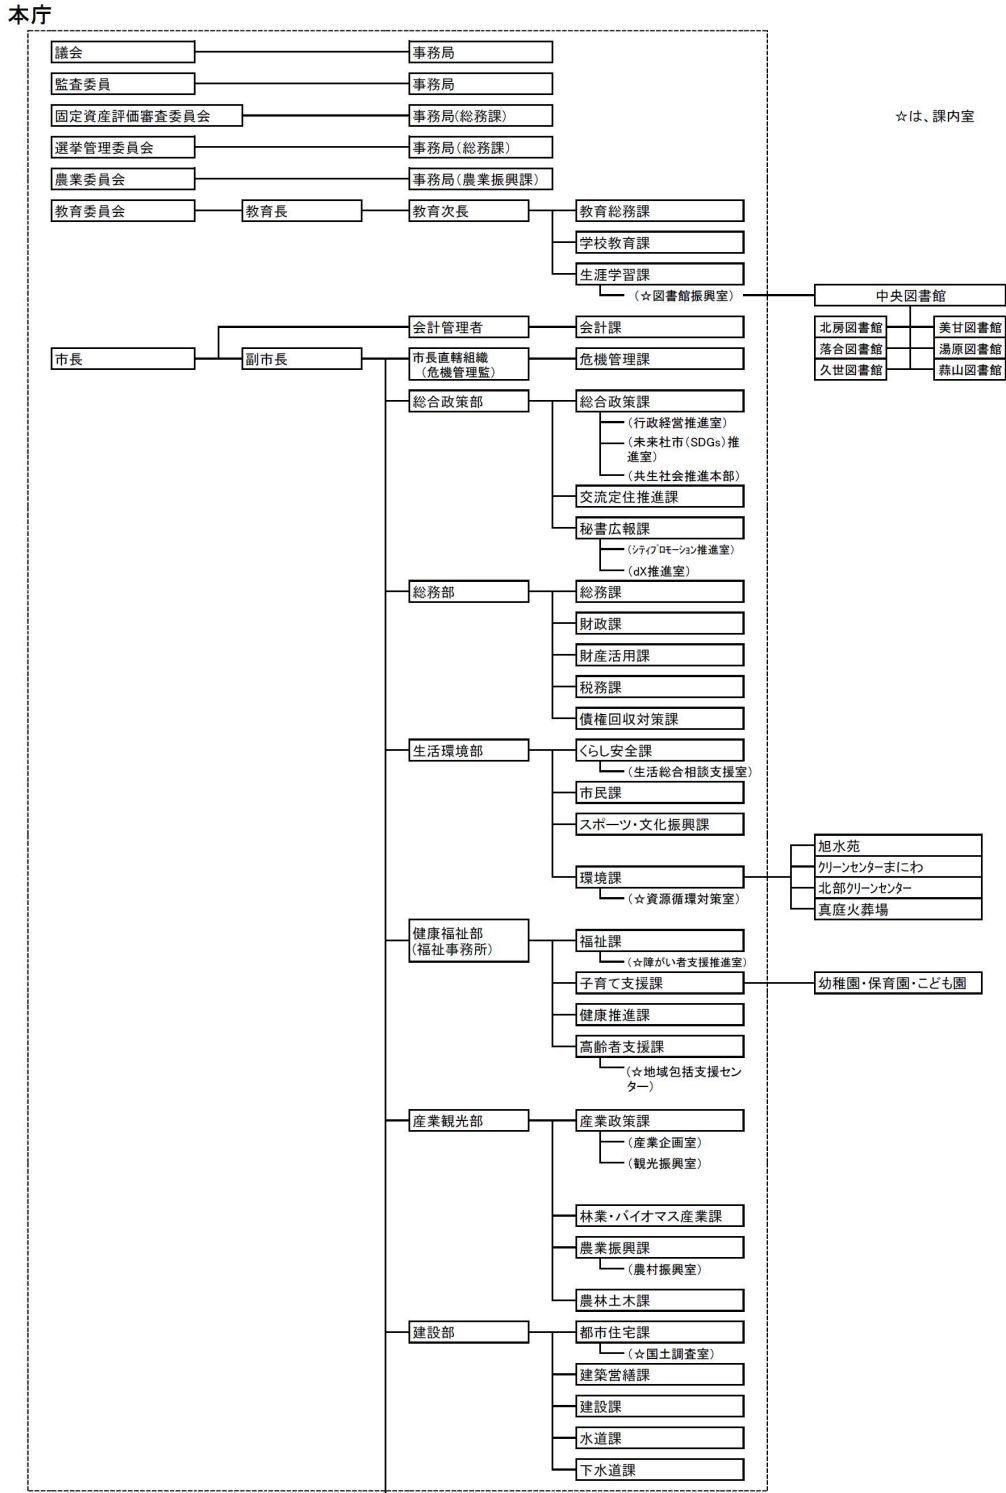 本庁
議会
事務局
監査委員
事務局
固定資産評価審査委員会
事務局(総務課)
☆は、課内室
選挙管理委員会
事務局(総務課)
農業委員会
事務局(農業振興課)
教育委員会
教育長
教育次長
教育総務課
学校教育課
生涯学習課
(☆図書館振興室)
中央図書館
北房図書館
美甘図書館
落合図書館
湯原図書館
久世図書館
蒜山図書館
会計管理者
会計課
市長
副市長
市長直轄組織
(危機管理監)
危機管理課
総合政策部
総合政策課
(行政経営推進室)
(未来杜市(SDGs)推
進室)
(共生社会推進本部)
交流定住推進課
秘書広報課
(ｼﾃｨﾌﾟﾛﾓｰｼｮﾝ推進室)
(dX推進室)
総務部
総務課
財政課
財産活用課
税務課
債権回収対策課
生活環境部
くらし安全課
(生活総合相談支援室)
市民課
スポーツ・文化振興課
環境課
(☆資源循環対策室)
旭水苑
ｸﾘｰﾝｾﾝﾀｰまにわ
北部ｸﾘｰﾝｾﾝﾀｰ
真庭火葬場
健康福祉部
(福祉事務所)
福祉課
(☆障がい者支援推進室)
子育て支援課
幼稚園・保育園・こども園
健康推進課
高齢者支援課
(☆地域包括支援セン
ター)
産業観光部
産業政策課
(産業企画室)
(観光振興室)
林業・バイオマス産業課
農業振興課
(農村振興室)
農林土木課
建設部
都市住宅課
(☆国土調査室)
建築営繕課
建設課
水道課
下水道課